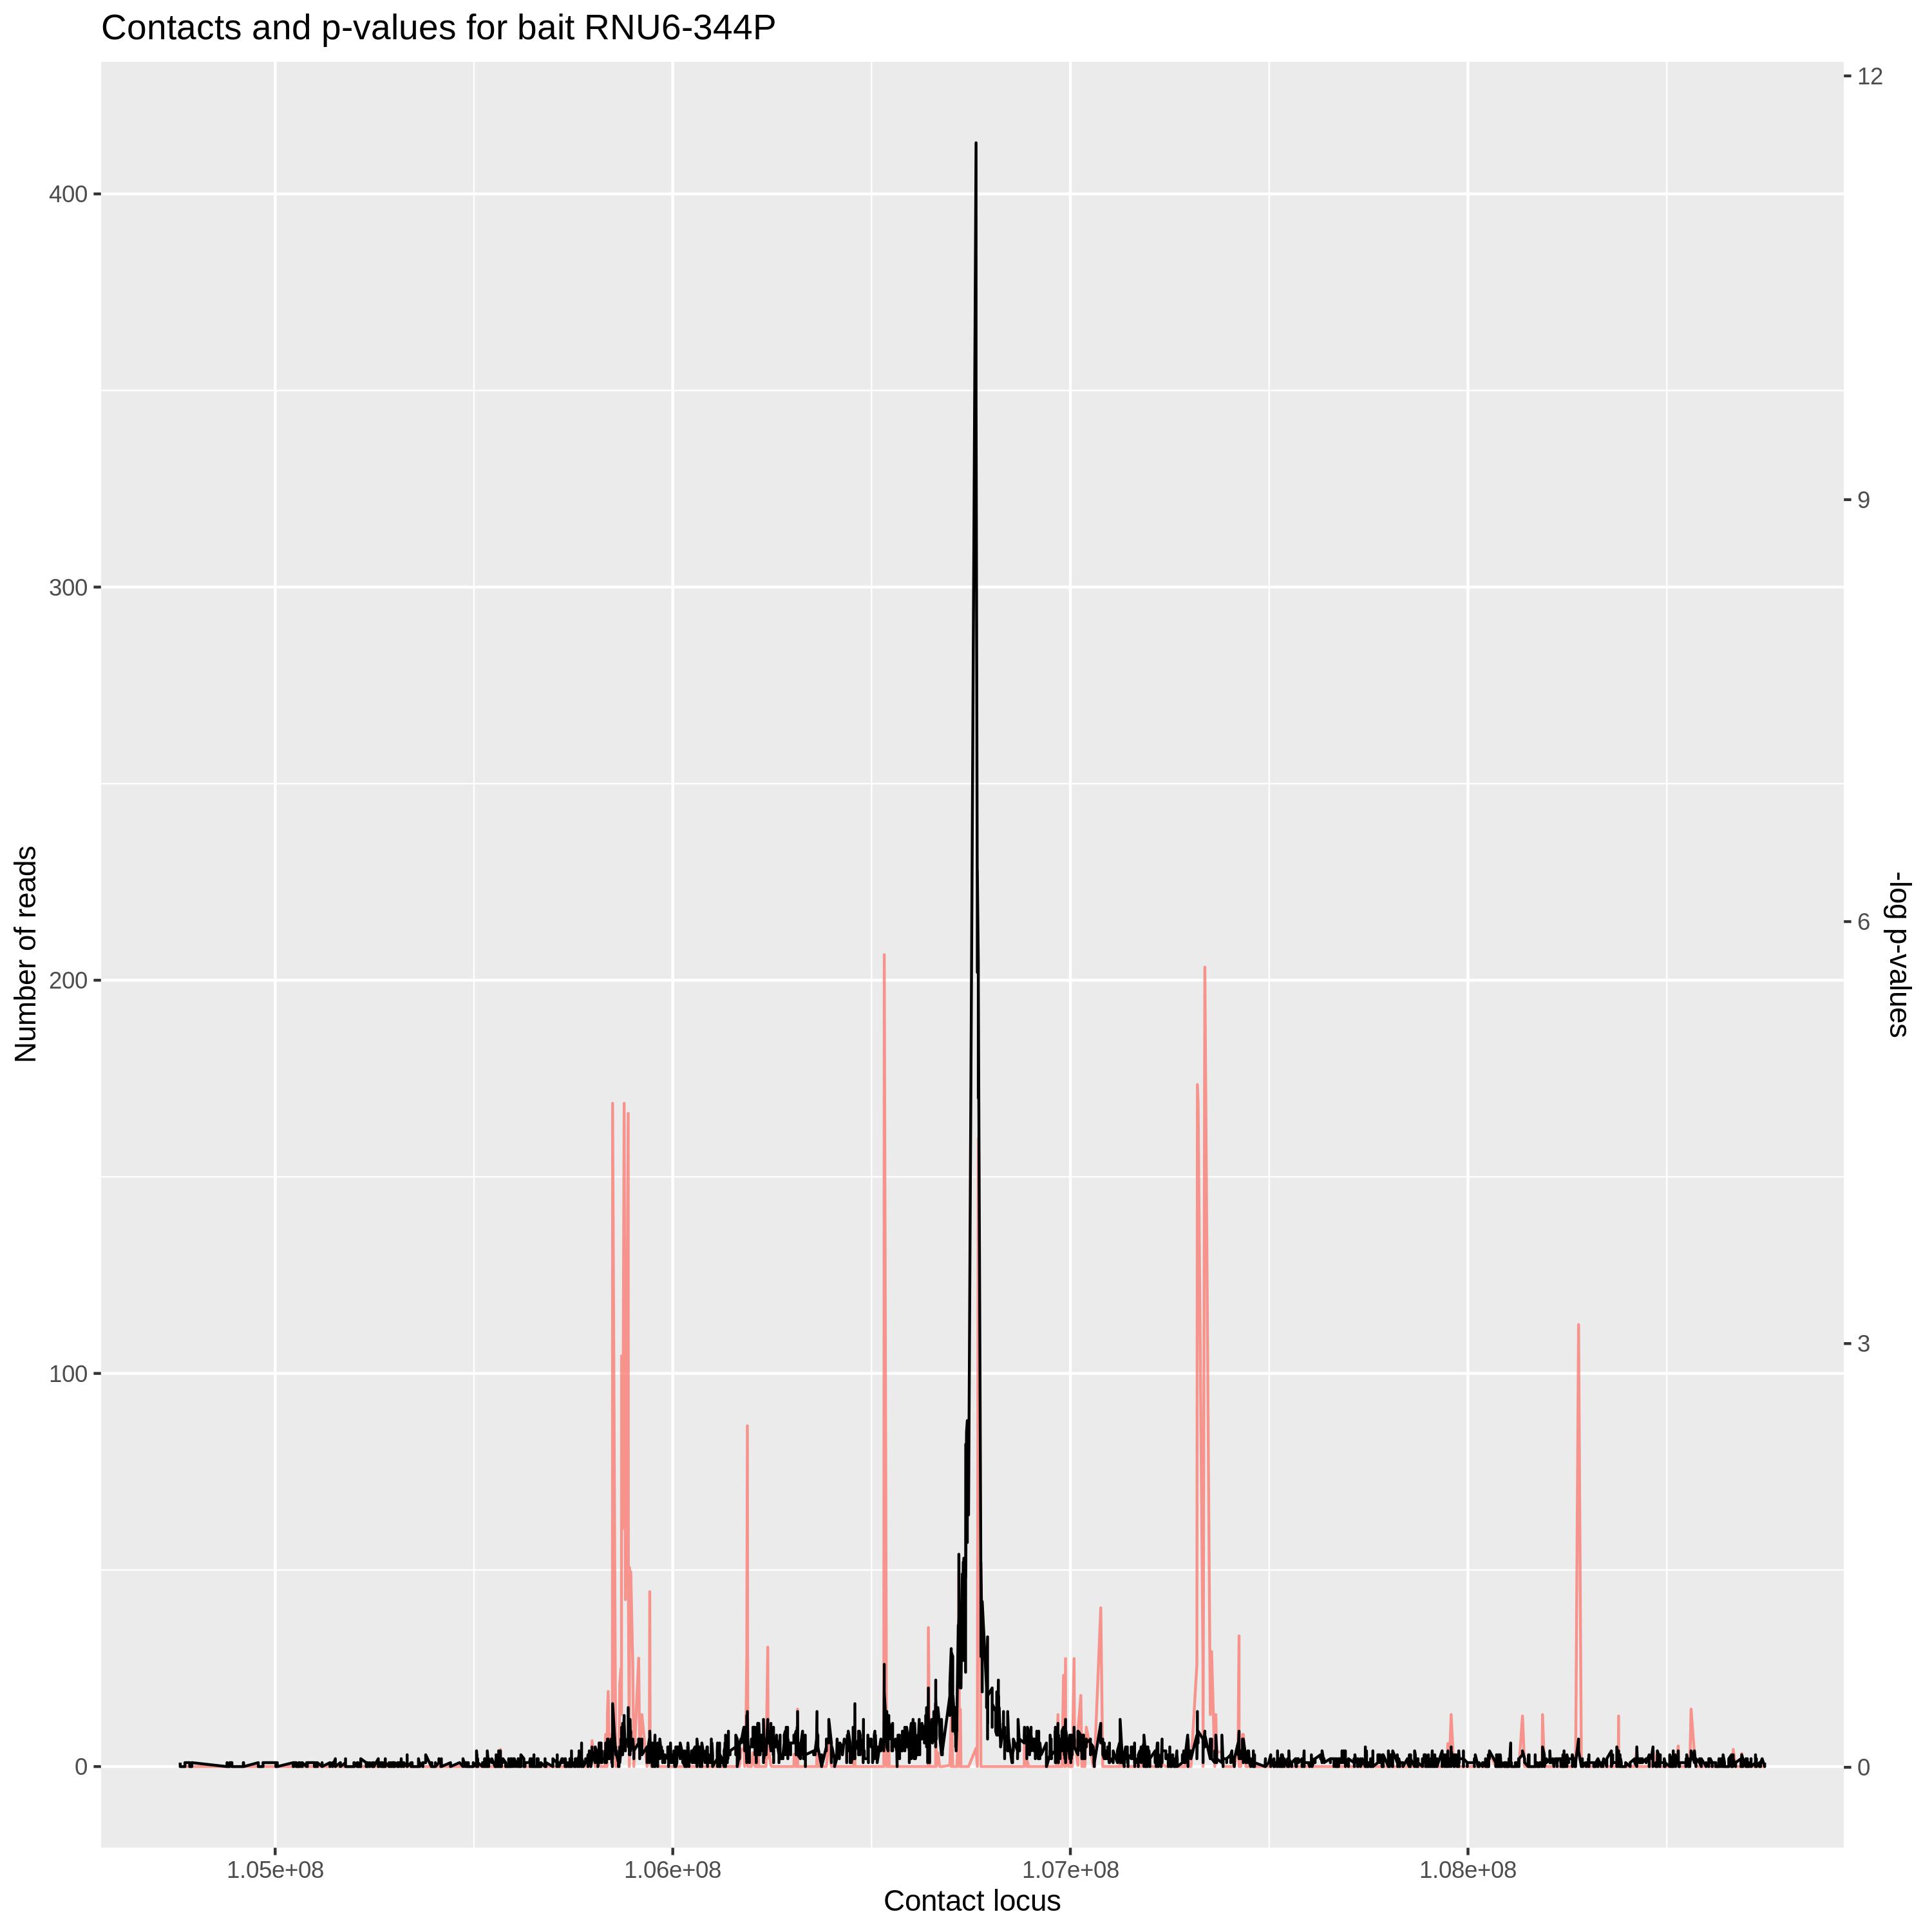 Contacts and p-values for bait RNU6-344P
12
400
9
300
Number of reads
-log p-values
6
200
3
100
0
0
1.05e+08
1.06e+08
1.07e+08
1.08e+08
Contact locus